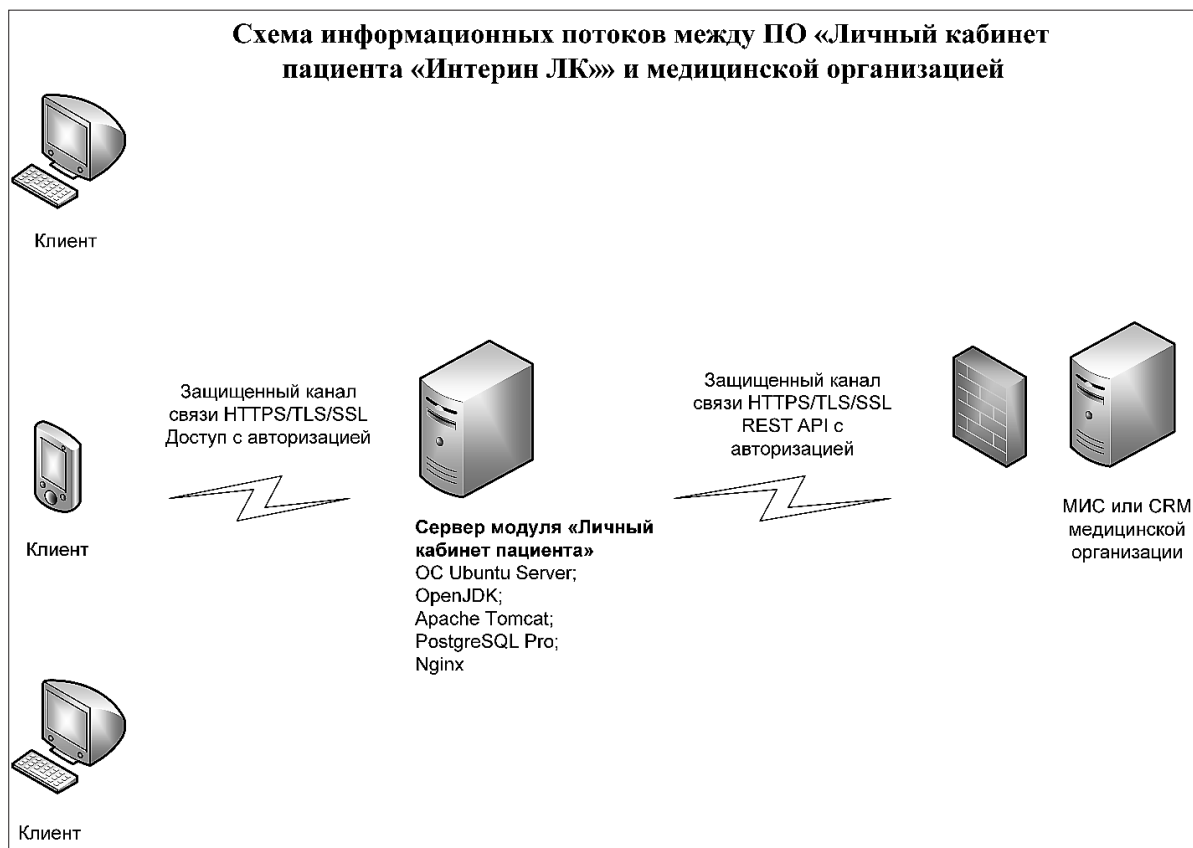 Схема информационных потоков между ПО «Личный кабинет
пациента «Интерин ЛК»» и медицинской организацией
Клиент
Защищенный канал
связи HTTPS/TLS/SSL
Доступ с авторизацией
Защищенный канал
связи HTTPS/TLS/SSL
REST API с
авторизацией
Клиент
Сервер модуля «Личный
кабинет пациента»
ОС Ubuntu Server;
OpenJDK;
Apache Tomcat;
PostgreSQL Pro;
Nginx
МИС или CRM
медицинской
организации
Клиент